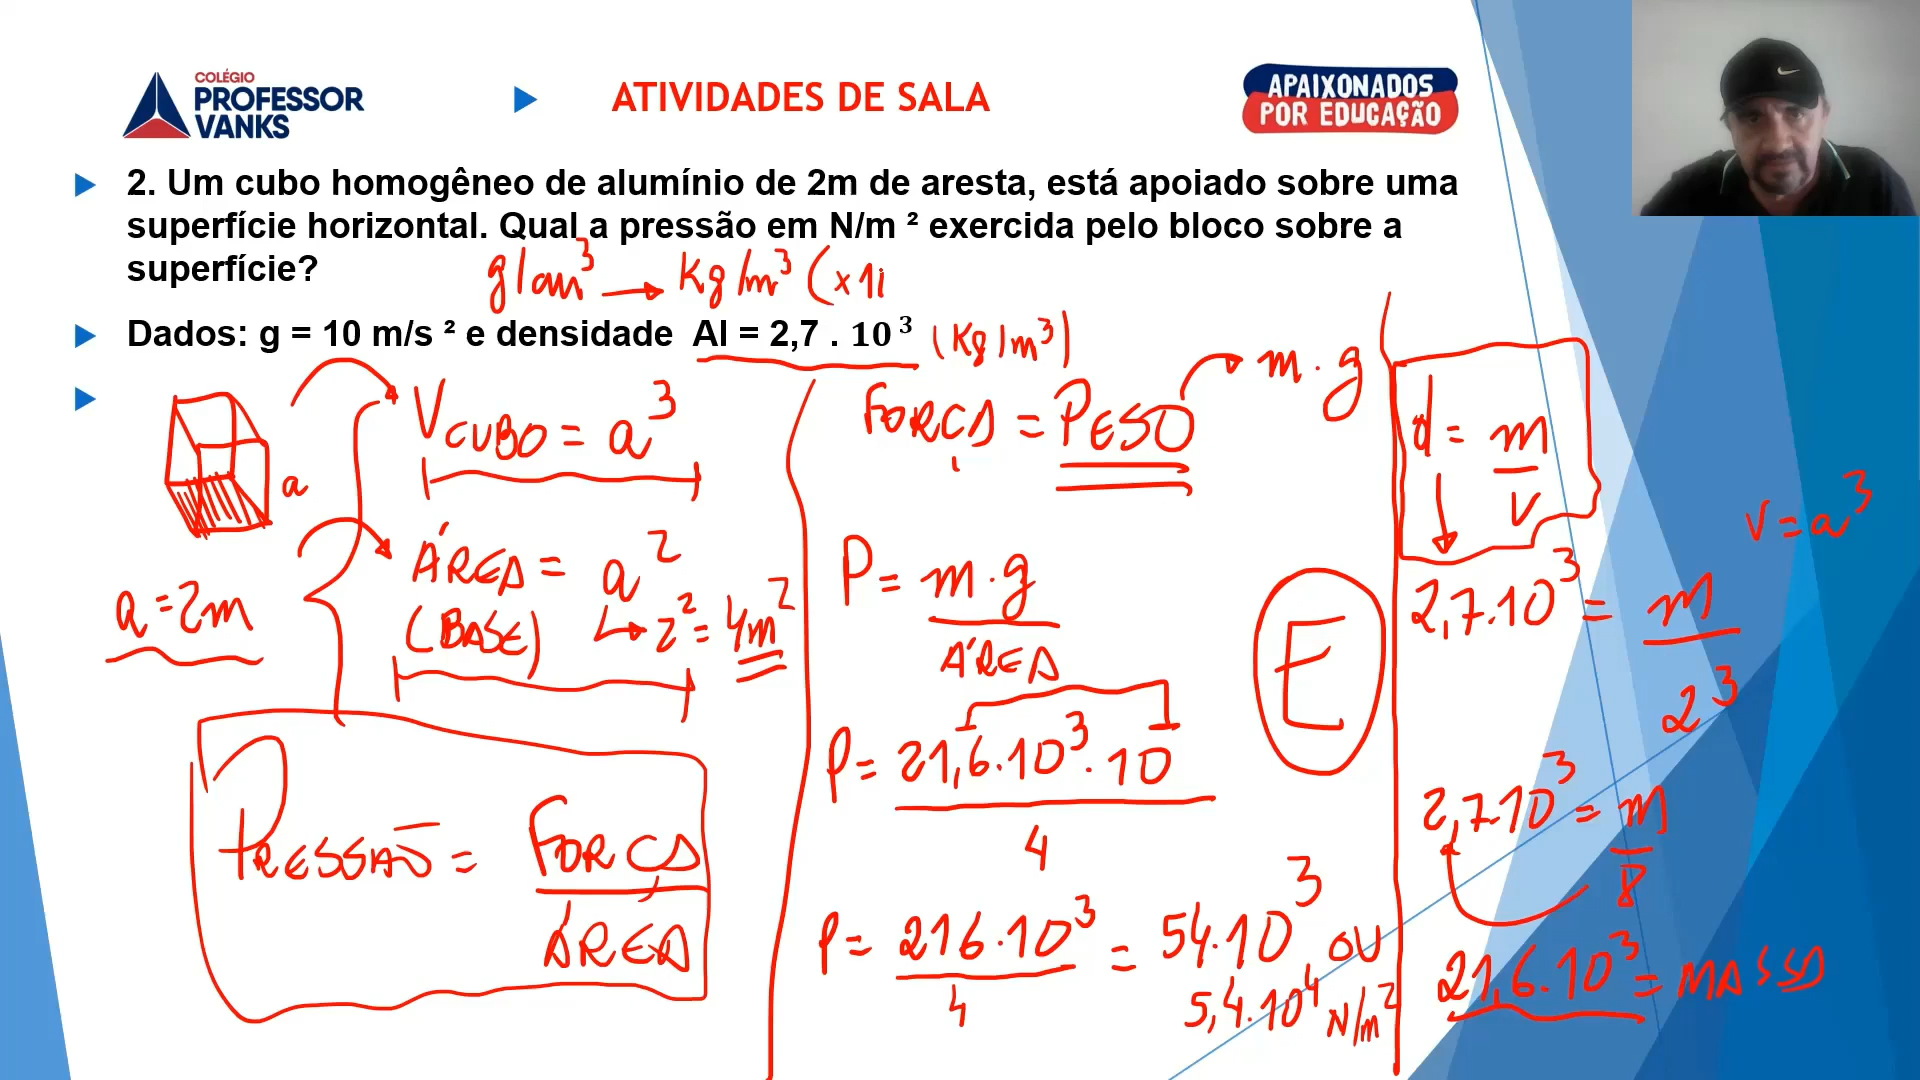 COLÉGIO
PROFESSOR
VANKS
ATIVIDADES DE SALA
APAIXONADOS
POR EDUCAÇÃO
2. Um cubo homogêneo de alumínio de 2m de aresta, está apoiado sobre uma
superfície horizontal. Qual a pressão em N/m ² exercida pelo bloco sobre a
superfície?
g/cm³ → Kg/m³ (x1
Dados: g = 10 m/s ² e densidade Al = 2,7 . 10³ (Kg/m³)
a
a = 2m
V CUBO = a³
ÁREA = a²
(BASE) ↳ 2² = 4m²
PRESSÃO = FORÇA
ÁREA
FORÇA = PESO → m.g
P = m.g
ÁREA
P = 21,6.10³.10
4
P = 216.10³ = 54.10³ OU
4
5,4.10⁴ N/m²
E
d = m
V
V = a³
2,7.10³ = m
2³
2,7.10³ = m
8
21,6.10³ = MASSA